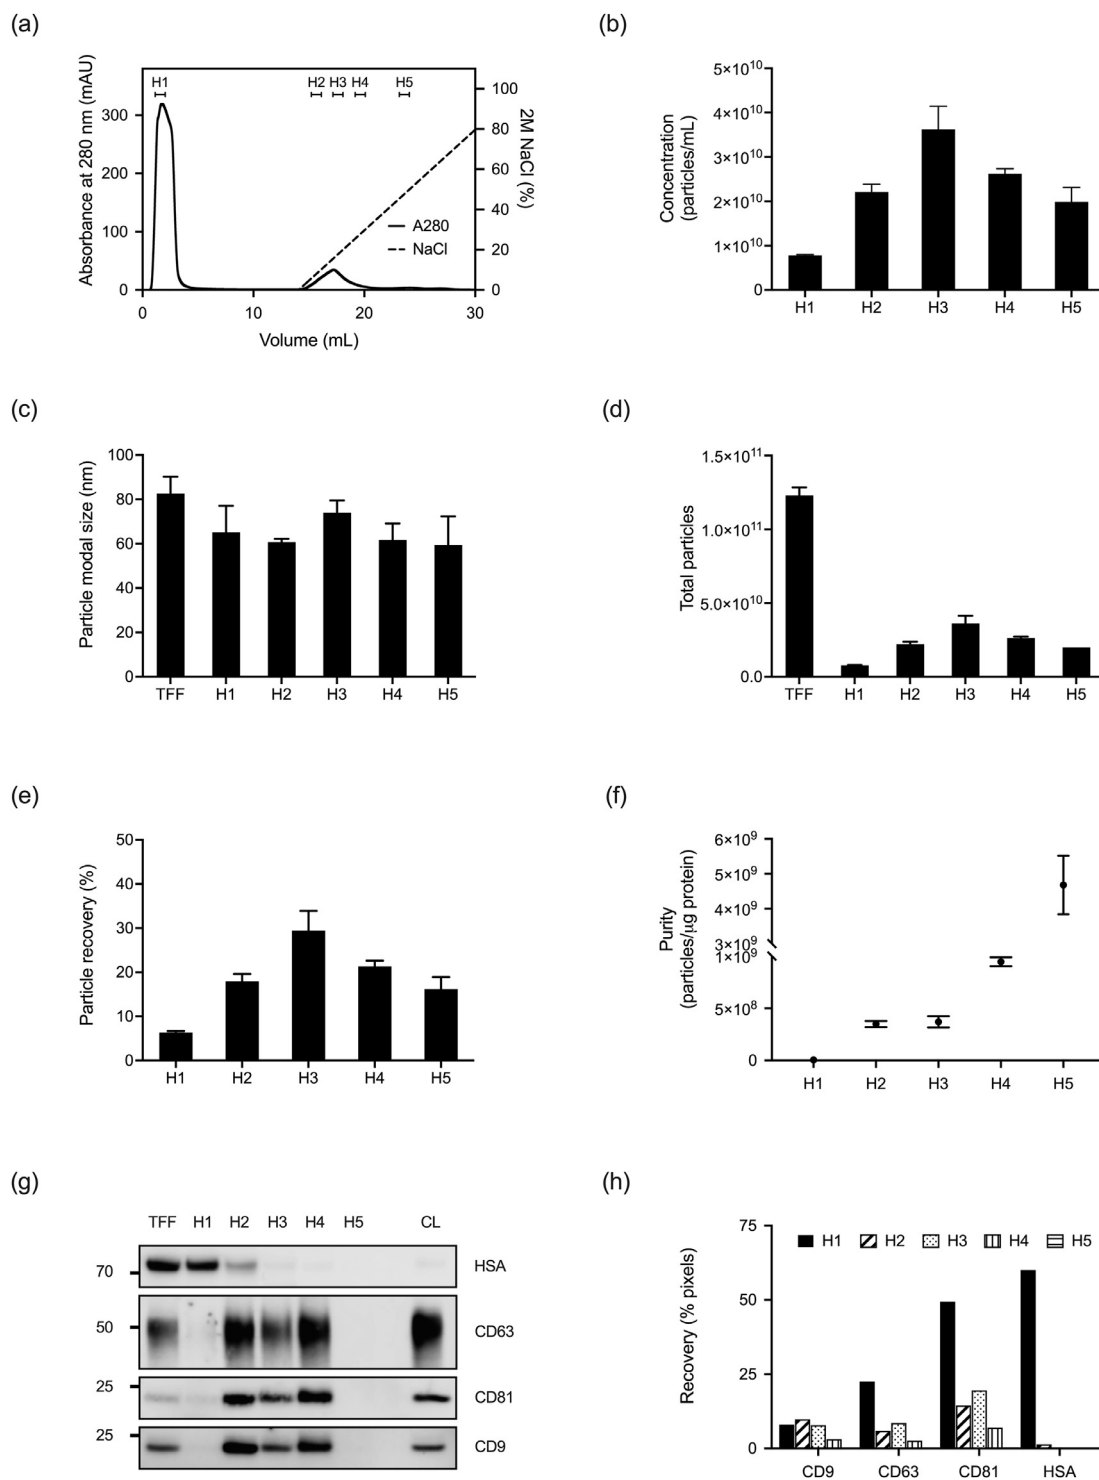 (a)
H1 H2 H3 H4 H5
Absorbance at 280 nm (mAU)
300
200
100
0
100
80
60
40
20
0
2M NaCl (%)
A280
NaCl
0 10 20 30
Volume (mL)
(b)
Concentration
(particles/mL)
5×10¹⁰
4×10¹⁰
3×10¹⁰
2×10¹⁰
1×10¹⁰
0
H1 H2 H3 H4 H5
(c)
Particle modal size (nm)
100
80
60
40
20
0
TFF H1 H2 H3 H4 H5
(d)
Total particles
1.5×10¹¹
1.0×10¹¹
5.0×10¹⁰
0.0
TFF H1 H2 H3 H4 H5
(e)
Particle recovery (%)
50
40
30
20
10
0
H1 H2 H3 H4 H5
(f)
Purity
(particles/μg protein)
6×10⁹
5×10⁹
4×10⁹
3×10⁹
1×10⁹
5×10⁸
0
H1 H2 H3 H4 H5
(g)
TFF H1 H2 H3 H4 H5 CL
70 HSA
50 CD63
25 CD81
25 CD9
(h)
Recovery (% pixels)
75
50
25
0
H1 H2 H3 H4 H5
CD9 CD63 CD81 HSA